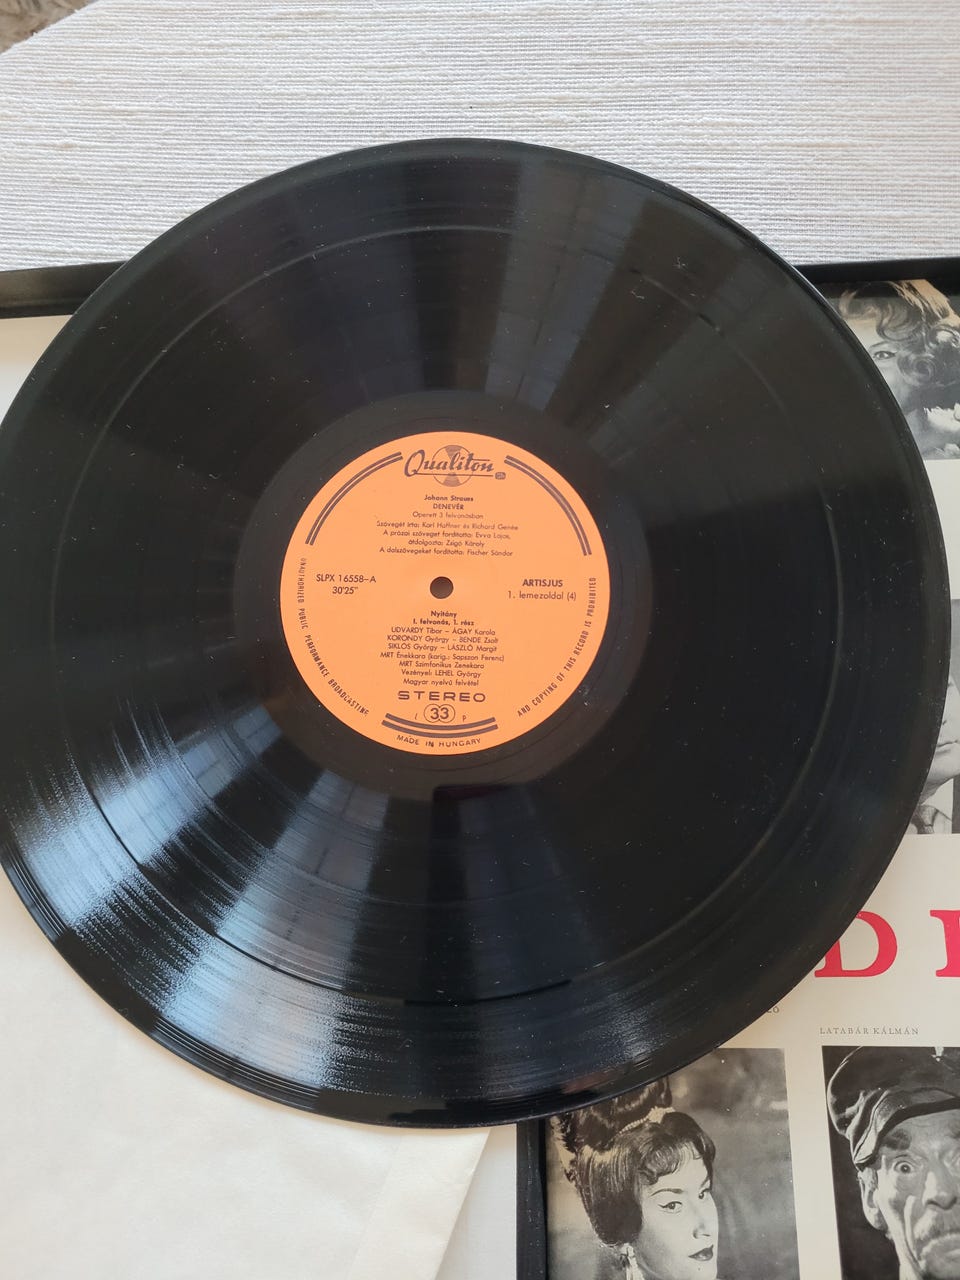 Qualiton
Johann Strauss
DENEVÉR
Operett 3 felvonásban
Szövegét írta: Karl Haffner és Richard Genée
A prózai szöveget fordította: Evva Lajos,
átdolgozta: Zsigó Károly
A dalszövegeket fordította: Fischer Sándor
SLPX 16558-A
30'25"
ARTISJUS
1. lemezoldal (4)
Nyitány
I. felvonás, 1. rész
UDVARDY Tibor – ÁGAY Karola
KORONDY György – BENDE Zsolt
SIKLÓS György – LÁSZLÓ Margit
MRT Énekkara (karig.: Sapszon Ferenc)
MRT Szimfonikus Zenekara
Vezényel: LEHEL György
Magyar nyelvű felvétel
STEREO
L 33 P
MADE IN HUNGARY
UNAUTHORIZED PUBLIC PERFORMANCE BROADCASTING
AND COPYING OF THIS RECORD IS PROHIBITED
D
LATABÁR KÁLMÁN